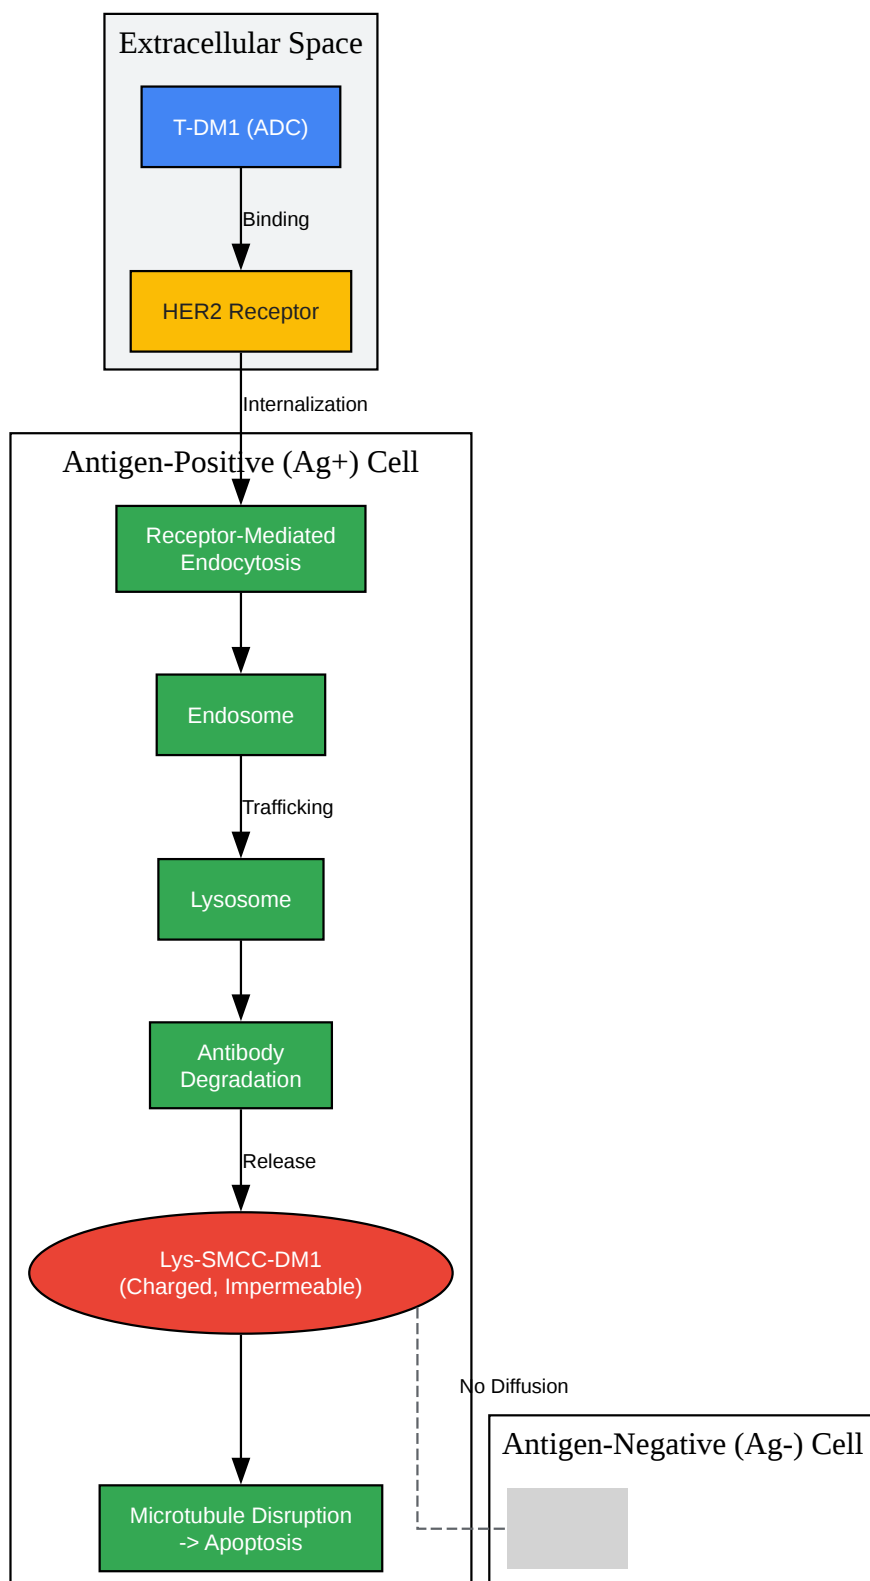 Extracellular Space
T-DM1 (ADC)
Binding
HER2 Receptor
Internalization
Antigen-Positive (Ag+) Cell
Receptor-Mediated
Endocytosis
Endosome
Trafficking
Lysosome
Antibody
Degradation
Release
Lys-SMCC-DM1
(Charged, Impermeable)
No Diffusion
Antigen-Negative (Ag-) Cell
Microtubule Disruption
-> Apoptosis